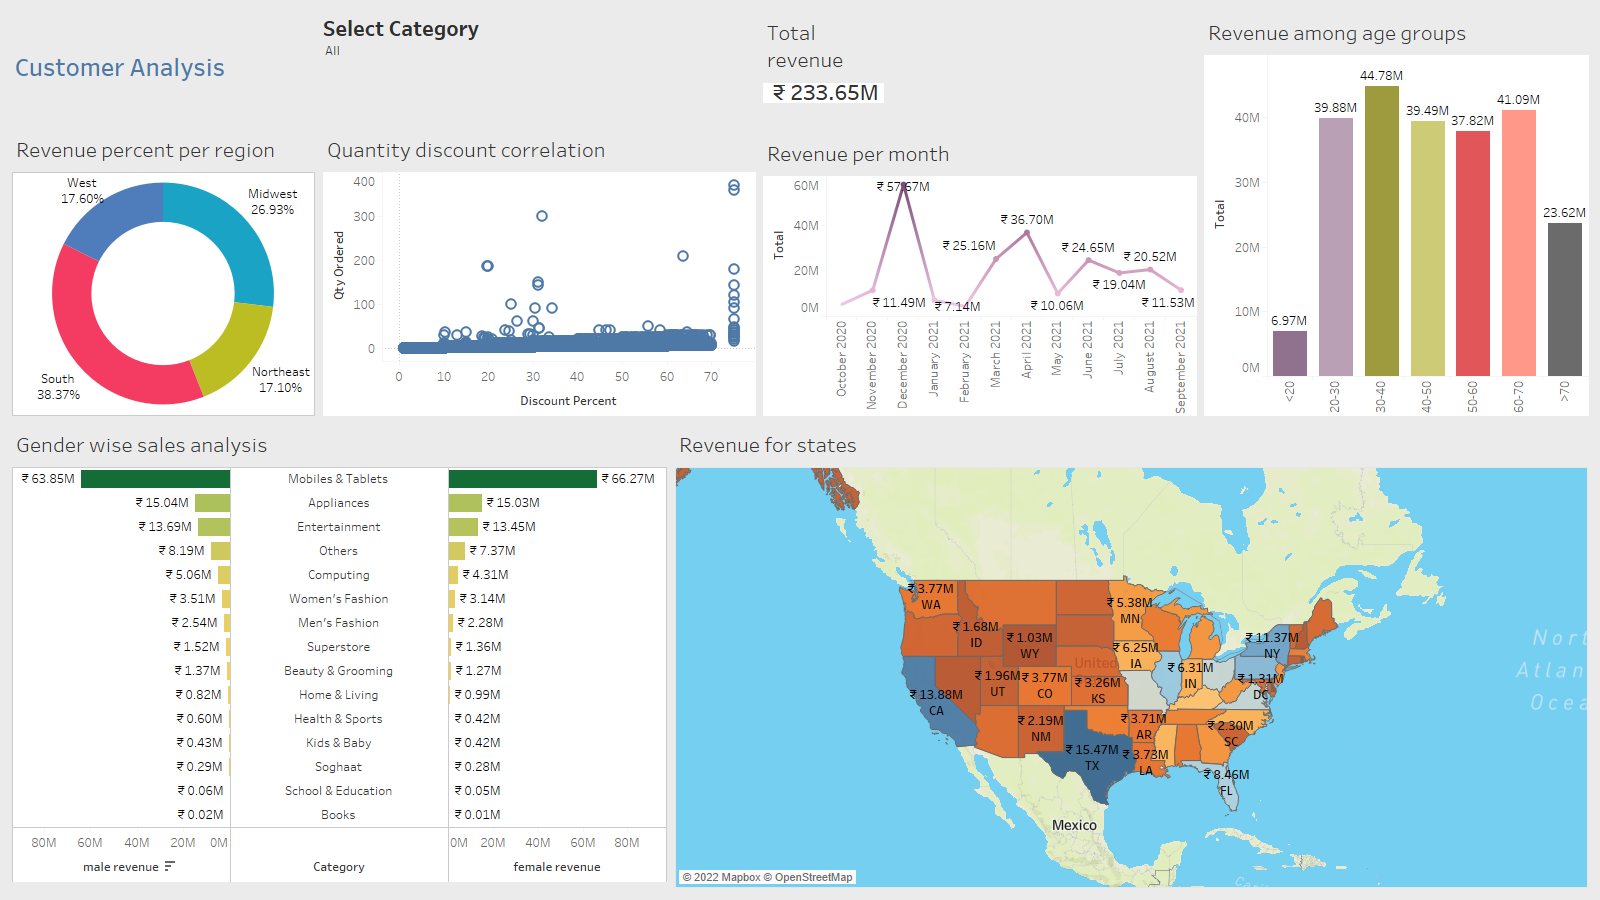 Customer Analysis
Select Category
All
Total
revenue
₹ 233.65M
Revenue among age groups
40M
30M
20M
10M
0M
Total
6.97M
39.88M
44.78M
39.49M
37.82M
41.09M
23.62M
<20
20-30
30-40
40-50
50-60
60-70
>70
Revenue percent per region
West
17.60%
Midwest
26.93%
South
38.37%
Northeast
17.10%
Quantity discount correlation
400
300
200
100
0
Qty Ordered
0
10
20
30
40
50
60
70
Discount Percent
Revenue per month
60M
40M
20M
0M
Total
₹ 11.49M
₹ 57.67M
₹ 7.14M
₹ 25.16M
₹ 36.70M
₹ 10.06M
₹ 24.65M
₹ 19.04M
₹ 20.52M
₹ 11.53M
October 2020
November 2020
December 2020
January 2021
February 2021
March 2021
April 2021
May 2021
June 2021
July 2021
August 2021
September 2021
Gender wise sales analysis
₹ 63.85M Mobiles & Tablets ₹ 66.27M
₹ 15.04M Appliances ₹ 15.03M
₹ 13.69M Entertainment ₹ 13.45M
₹ 8.19M Others ₹ 7.37M
₹ 5.06M Computing ₹ 4.31M
₹ 3.51M Women's Fashion ₹ 3.14M
₹ 2.54M Men's Fashion ₹ 2.28M
₹ 1.52M Superstore ₹ 1.36M
₹ 1.37M Beauty & Grooming ₹ 1.27M
₹ 0.82M Home & Living ₹ 0.99M
₹ 0.60M Health & Sports ₹ 0.42M
₹ 0.43M Kids & Baby ₹ 0.42M
₹ 0.29M Soghaat ₹ 0.28M
₹ 0.06M School & Education ₹ 0.05M
₹ 0.02M Books ₹ 0.01M
80M 60M 40M 20M 0M 0M 20M 40M 60M 80M
male revenue Category female revenue
Revenue for states
₹ 3.77M
WA
₹ 5.38M
MN
₹ 1.68M
ID
₹ 1.03M
WY
₹ 11.37M
NY
₹ 6.25M
IA
United
₹ 6.31M
IN
₹ 1.96M
UT
₹ 3.77M
CO
₹ 3.26M
KS
₹ 1.31M
DC
₹ 13.88M
CA
₹ 2.19M
NM
₹ 3.71M
AR
₹ 2.30M
SC
₹ 15.47M
TX
₹ 3.73M
LA
₹ 8.46M
FL
Mexico
Nort
Atlan
Ocea
© 2022 Mapbox © OpenStreetMap